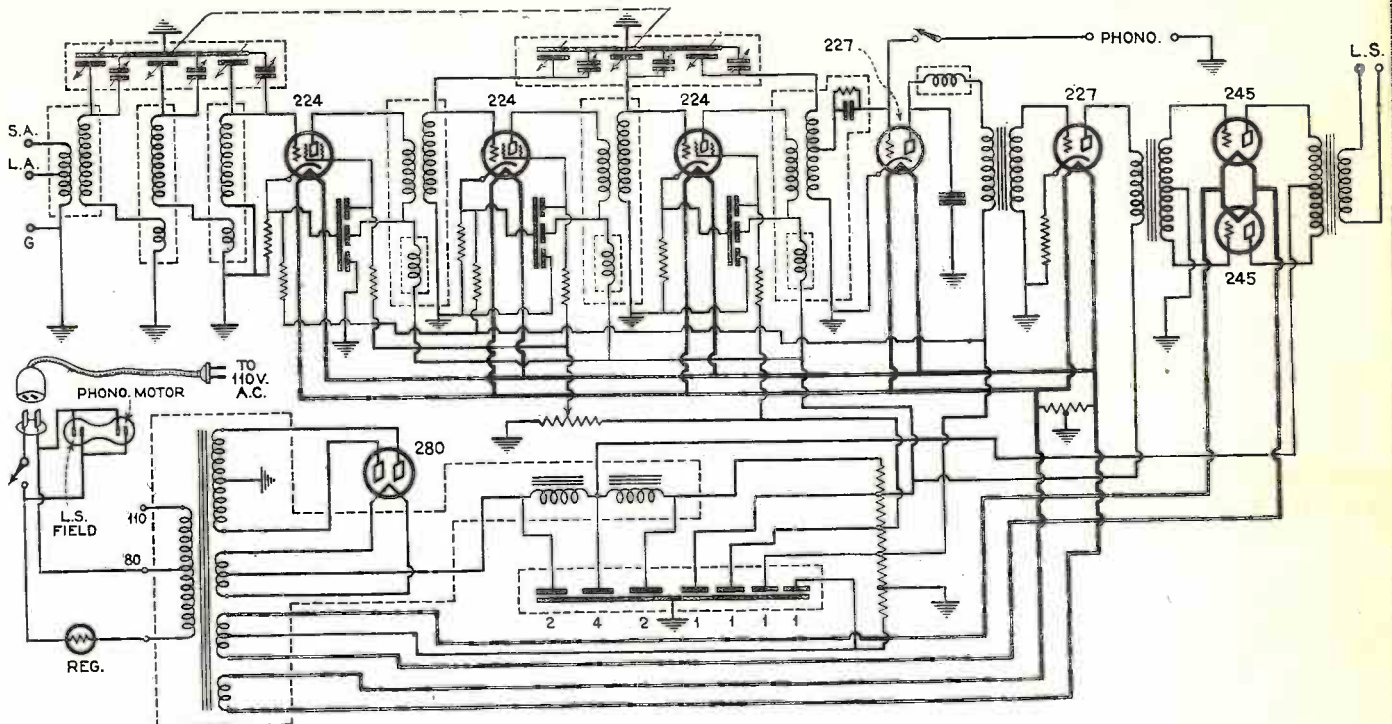 227
PHONO.
L.S.
S.A.
L.A.
G
224
224
224
227
245
245
TO
110 V.
A.C.
PHONO. MOTOR
L.S.
FIELD
110
80
REG.
280
2 4 2 1 1 1 1